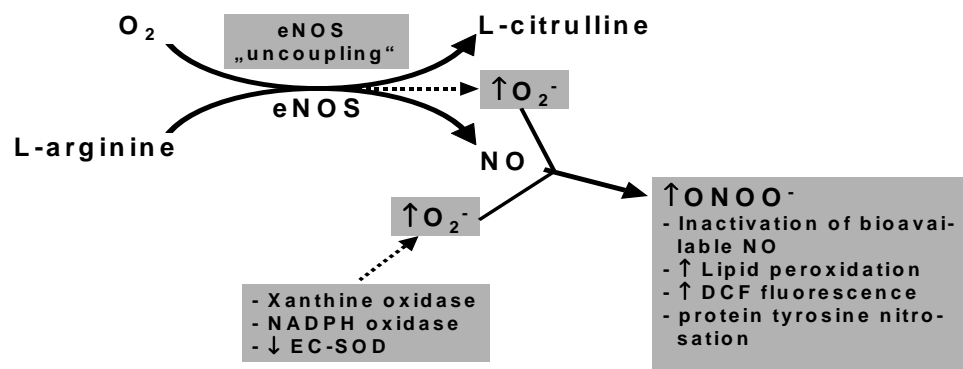 O₂
eNOS
„uncoupling“
L-citrulline
↑O₂⁻
eNOS
L-arginine
NO
↑O₂⁻
↑ONOO⁻
- Inactivation of bioavai-
lable NO
- ↑ Lipid peroxidation
- ↑ DCF fluorescence
- protein tyrosine nitro-
sation
- Xanthine oxidase
- NADPH oxidase
- ↓ EC-SOD